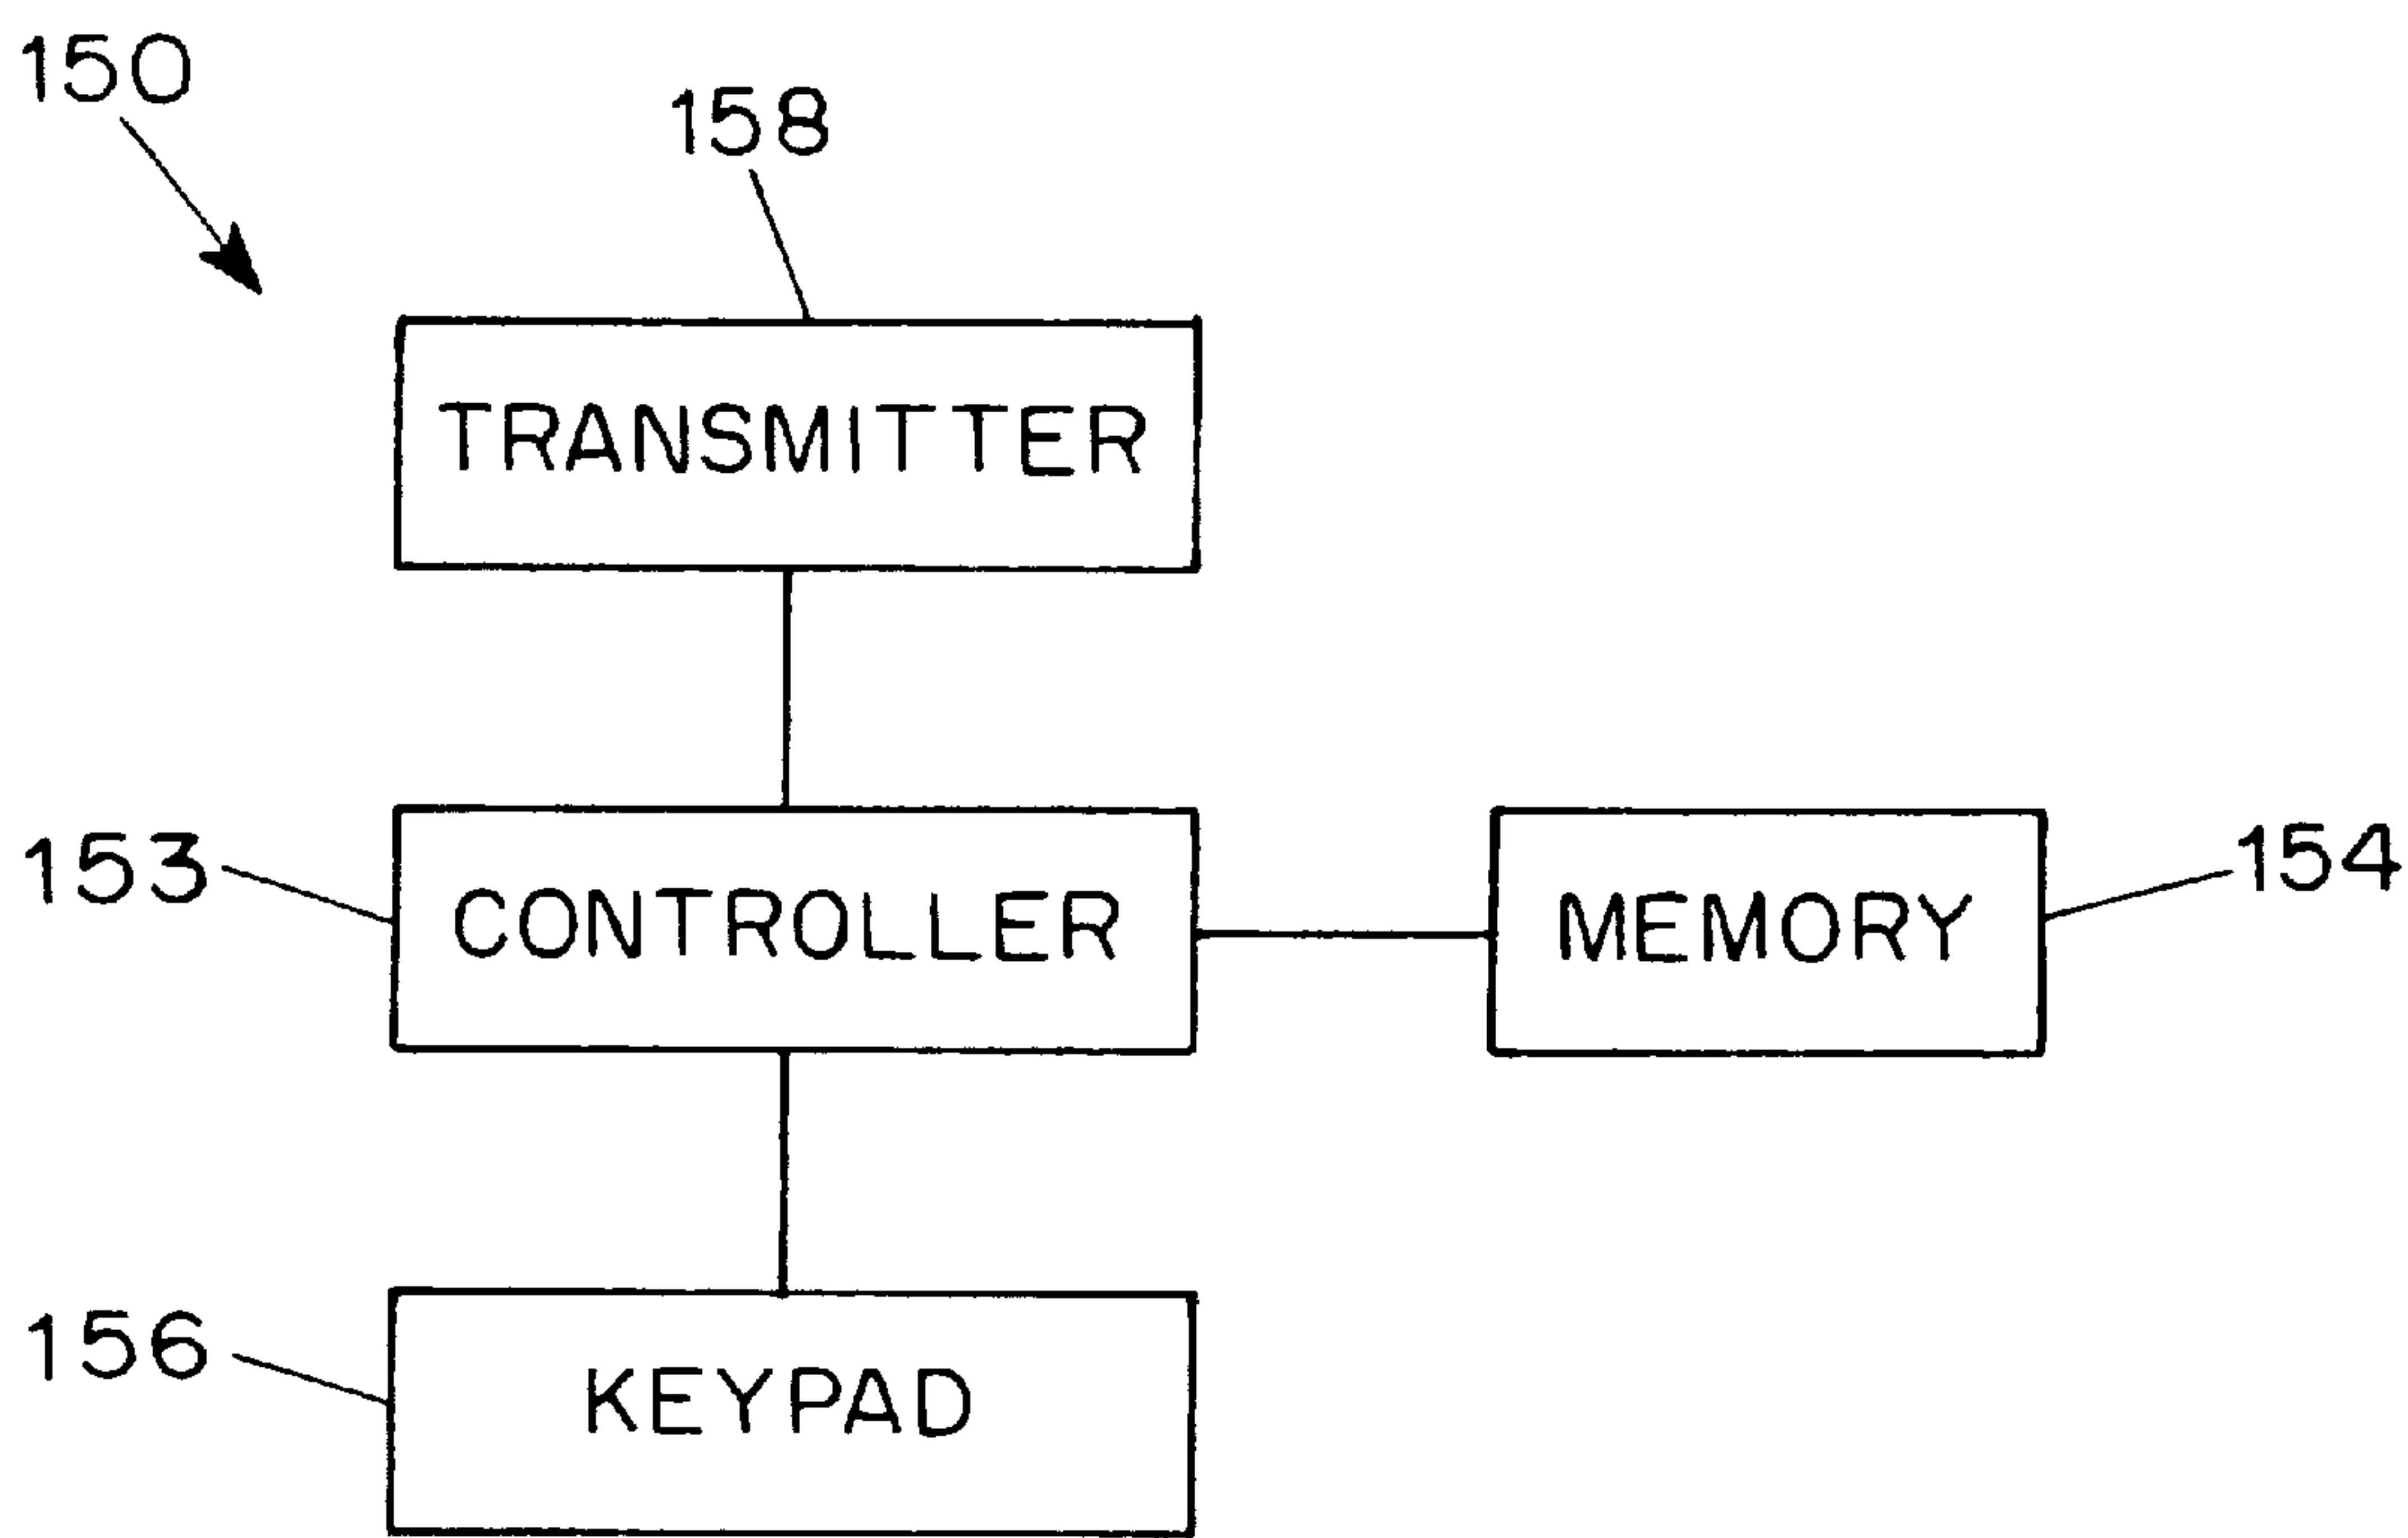 150
158
TRANSMITTER
153
CONTROLLER
MEMORY
154
156
KEYPAD